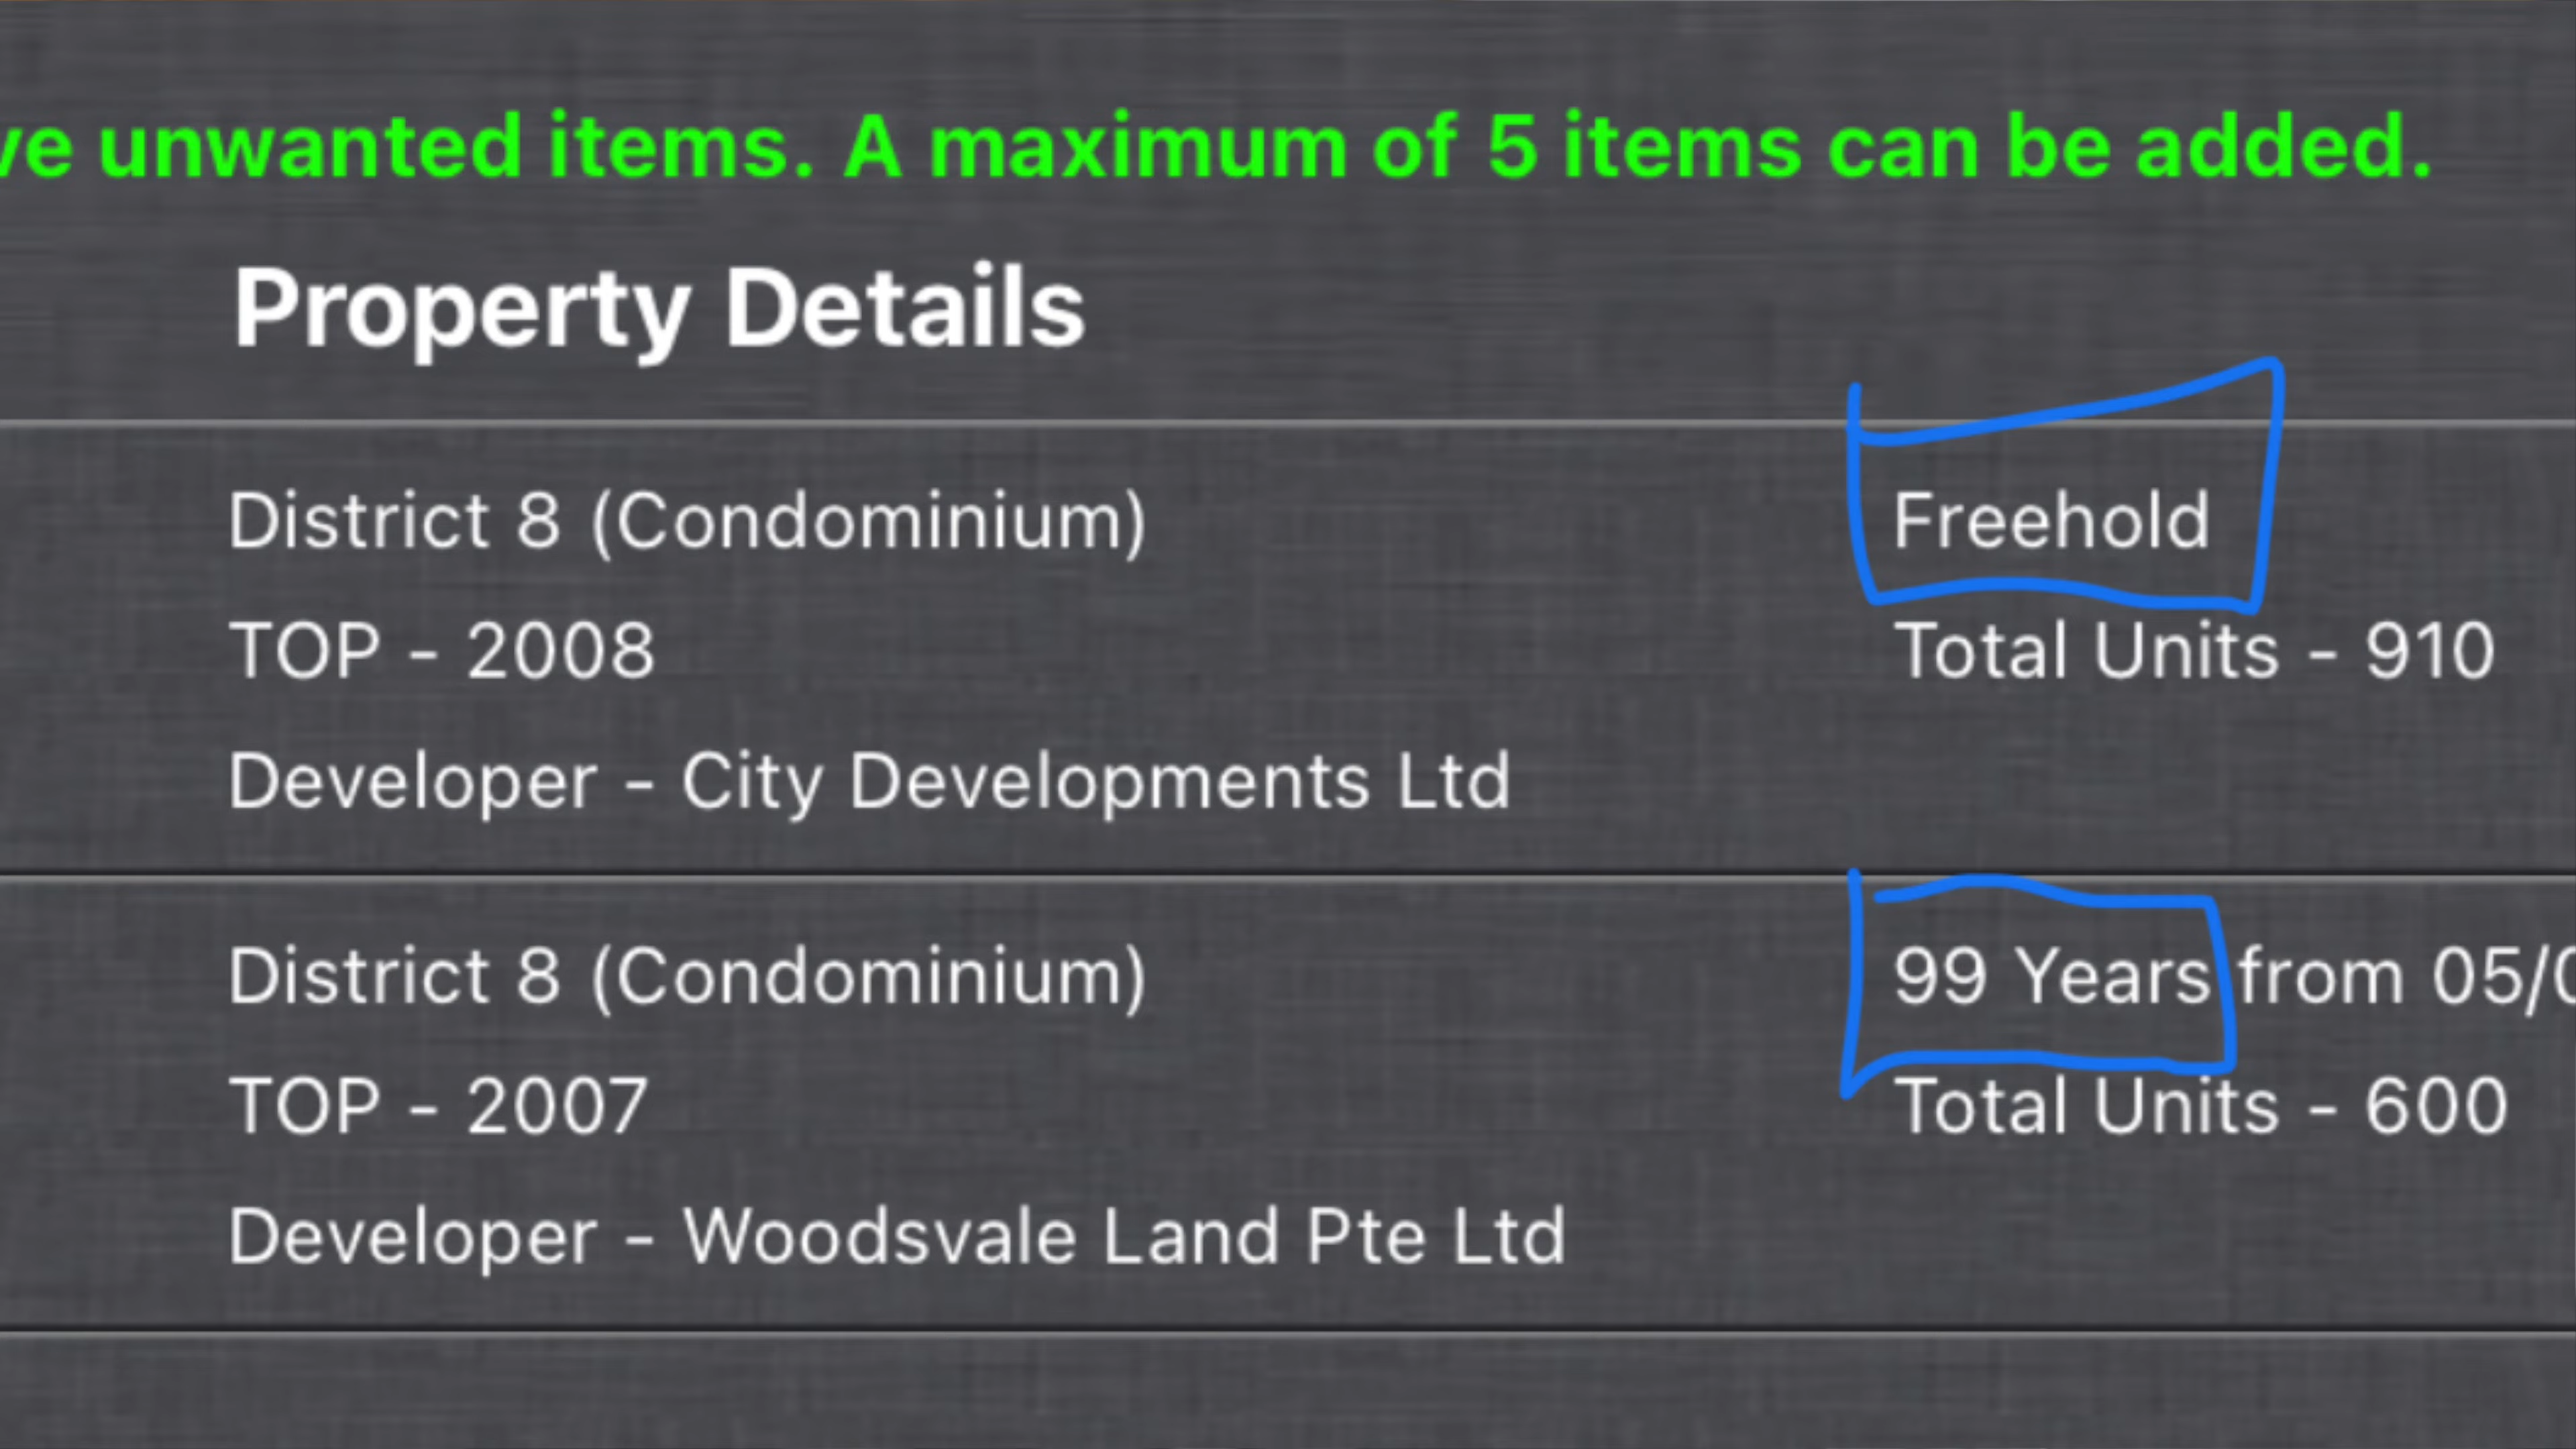 ve unwanted items. A maximum of 5 items can be added.
Property Details
District 8 (Condominium) Freehold
TOP - 2008 Total Units - 910
Developer - City Developments Ltd
District 8 (Condominium) 99 Years from 05/0
TOP - 2007 Total Units - 600
Developer - Woodsvale Land Pte Ltd